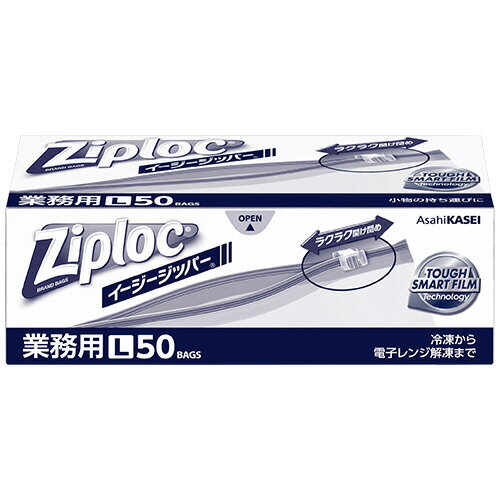 Ziploc®
BRAND BAGS
イージージッパー®
ラクラク開け閉め
TOUGH
SMART FILM
Technology
業務用 L 50 BAGS
小物の持ち運びに
OPEN
AsahiKASEI
Ziploc®
BRAND BAGS
イージージッパー®
ラクラク開け閉め
TOUGH
SMART FILM
Technology
業務用 L 50 BAGS
冷凍から
電子レンジ解凍まで